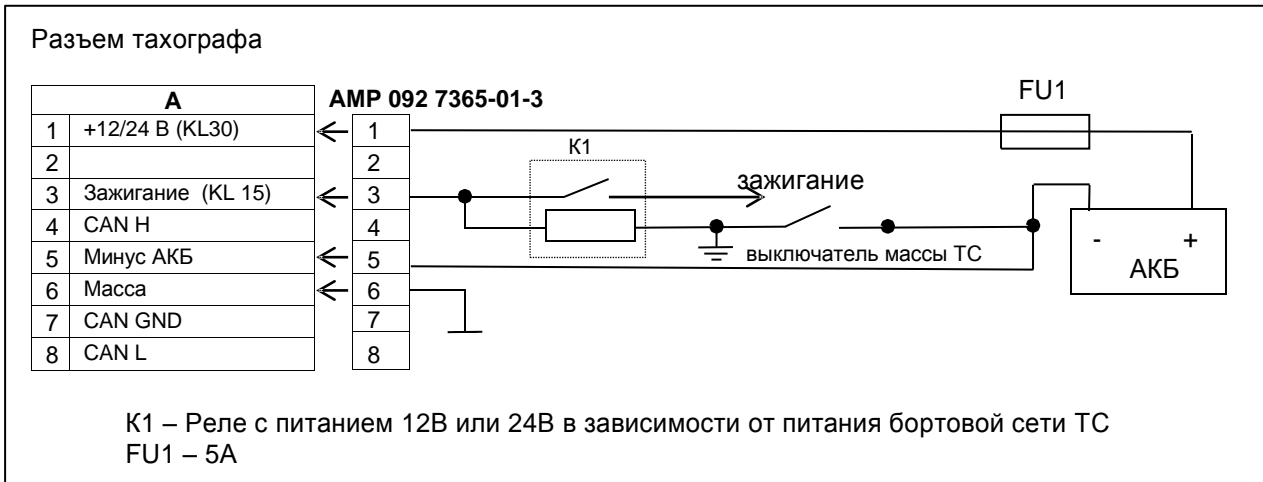 Разъем тахографа
A
AMP 092 7365-01-3
FU1
1 +12/24 В (KL30) 1
2 2
К1
3 Зажигание (KL 15) 3
зажигание
4 CAN H 4
5 Минус АКБ 5
выключатель массы ТС
- +
АКБ
6 Масса 6
7 CAN GND 7
8 CAN L 8
К1 – Реле с питанием 12В или 24В в зависимости от питания бортовой сети ТС
FU1 – 5А